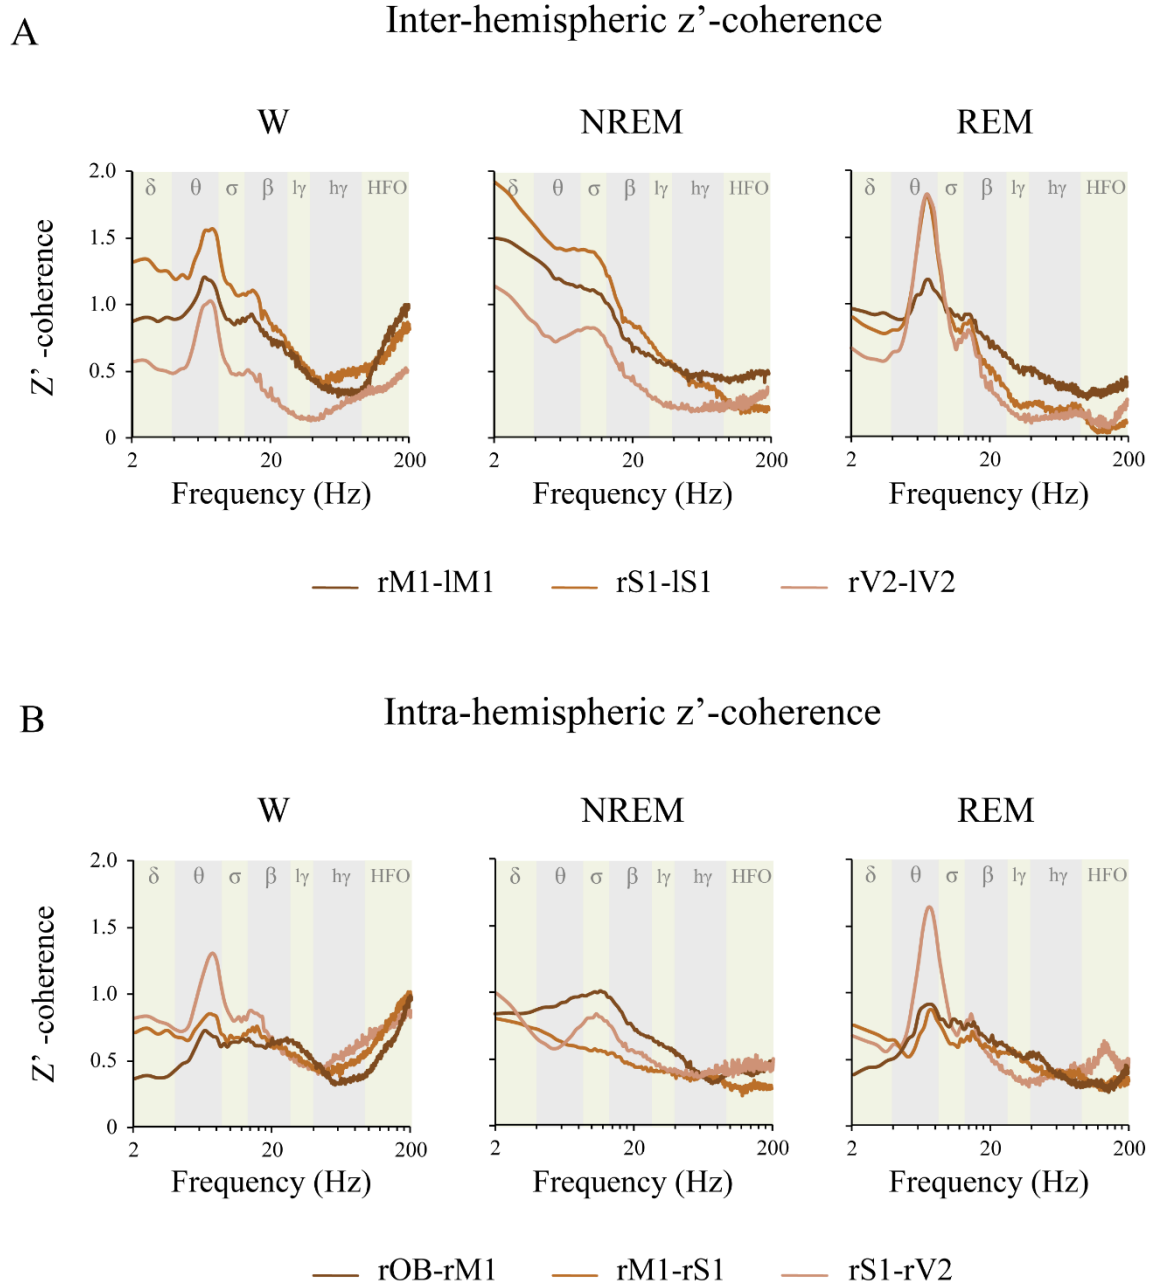 A
Inter-hemispheric z’-coherence
W
NREM
REM
δ θ σ β lγ hγ HFO
δ θ σ β lγ hγ HFO
δ θ σ β lγ hγ HFO
2.0
1.5
1.0
0.5
0
Z’ -coherence
2 20 200
2 20 200
2 20 200
Frequency (Hz)
Frequency (Hz)
Frequency (Hz)
rM1-lM1
rS1-lS1
rV2-lV2
B
Intra-hemispheric z’-coherence
W
NREM
REM
δ θ σ β lγ hγ HFO
δ θ σ β lγ hγ HFO
δ θ σ β lγ hγ HFO
2.0
1.5
1.0
0.5
0
Z’ -coherence
2 20 200
2 20 200
2 20 200
Frequency (Hz)
Frequency (Hz)
Frequency (Hz)
rOB-rM1
rM1-rS1
rS1-rV2